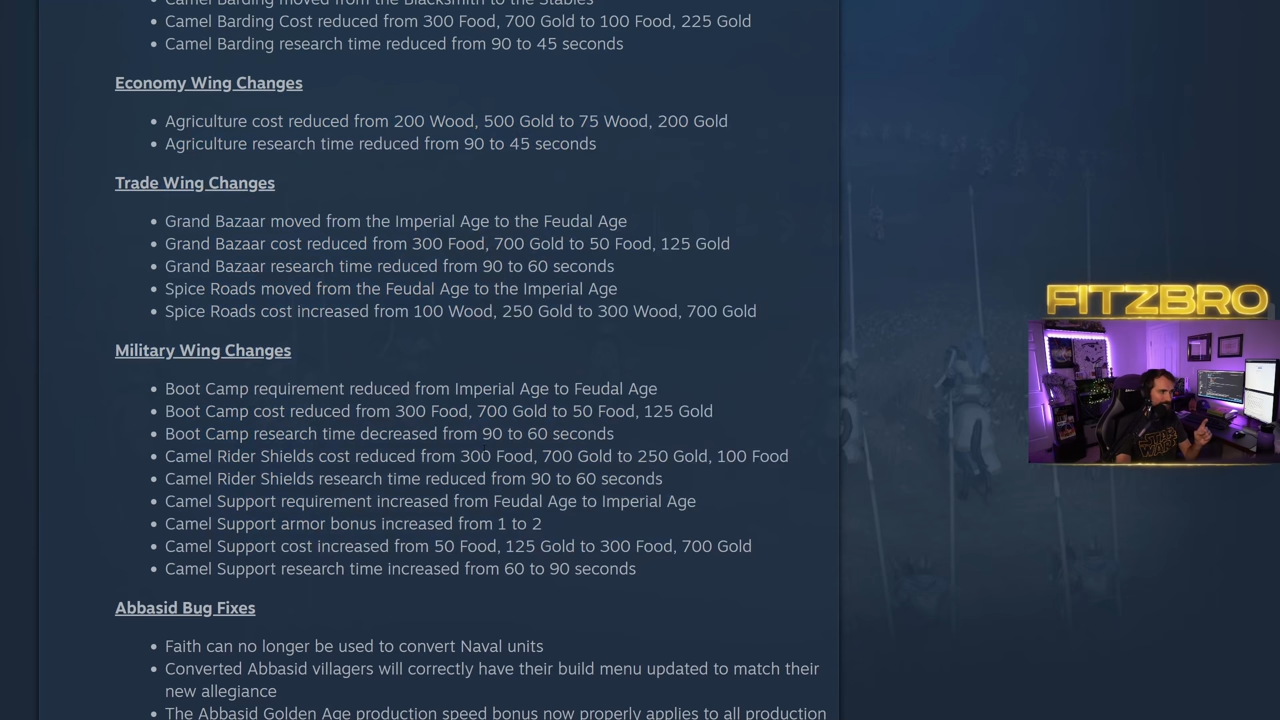 Camel Barding moved from the Blacksmith to the Stables
Camel Barding Cost reduced from 300 Food, 700 Gold to 100 Food, 225 Gold
Camel Barding research time reduced from 90 to 45 seconds
Economy Wing Changes
Agriculture cost reduced from 200 Wood, 500 Gold to 75 Wood, 200 Gold
Agriculture research time reduced from 90 to 45 seconds
Trade Wing Changes
Grand Bazaar moved from the Imperial Age to the Feudal Age
Grand Bazaar cost reduced from 300 Food, 700 Gold to 50 Food, 125 Gold
Grand Bazaar research time reduced from 90 to 60 seconds
Spice Roads moved from the Feudal Age to the Imperial Age
Spice Roads cost increased from 100 Wood, 250 Gold to 300 Wood, 700 Gold
FITZBRO
Military Wing Changes
Boot Camp requirement reduced from Imperial Age to Feudal Age
Boot Camp cost reduced from 300 Food, 700 Gold to 50 Food, 125 Gold
Boot Camp research time decreased from 90 to 60 seconds
Camel Rider Shields cost reduced from 300 Food, 700 Gold to 250 Gold, 100 Food
Camel Rider Shields research time reduced from 90 to 60 seconds
Camel Support requirement increased from Feudal Age to Imperial Age
Camel Support armor bonus increased from 1 to 2
Camel Support cost increased from 50 Food, 125 Gold to 300 Food, 700 Gold
Camel Support research time increased from 60 to 90 seconds
Abbasid Bug Fixes
Faith can no longer be used to convert Naval units
Converted Abbasid villagers will correctly have their build menu updated to match their
new allegiance
The Abbasid Golden Age production speed bonus now properly applies to all production